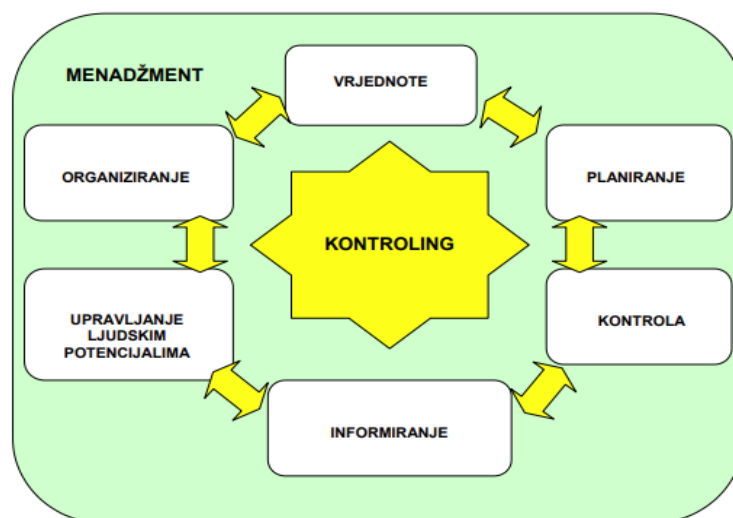 MENADŽMENT
VRJEDNOTE
ORGANIZIRANJE
PLANIRANJE
KONTROLING
UPRAVLJANJE
LJUDSKIM
POTENCIJALIMA
KONTROLA
INFORMIRANJE